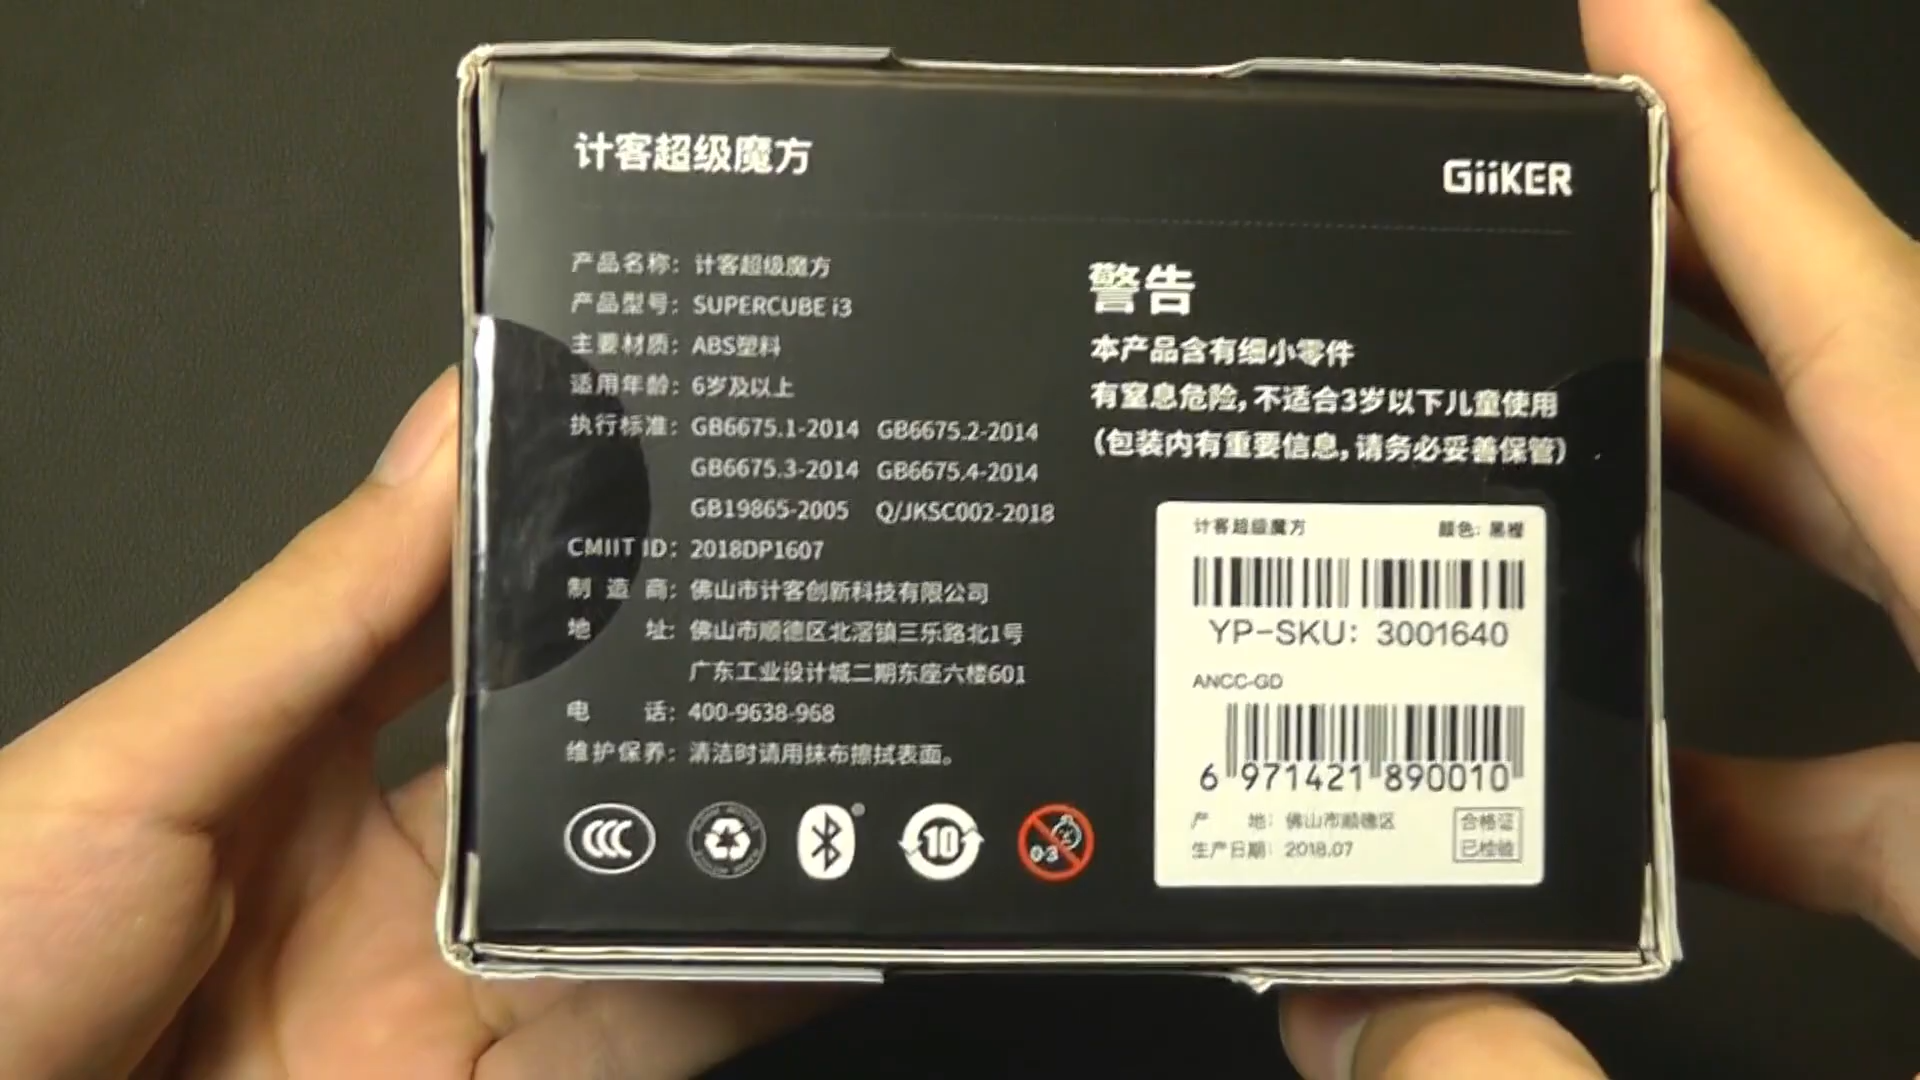 计客超级魔方
GiiKER
产品名称：计客超级魔方
产品型号：SUPERCUBE i3
主要材质：ABS塑料
适用年龄：6岁及以上
执行标准：GB6675.1-2014 GB6675.2-2014
GB6675.3-2014 GB6675.4-2014
GB19865-2005 Q/JKSC002-2018
CMIIT ID：2018DP1607
制造商：佛山市计客创新科技有限公司
地址：佛山市顺德区北滘镇三乐路北1号
广东工业设计城二期东座六楼601
电话：400-9638-968
维护保养：清洁时请用抹布擦拭表面。
10
0-3
警告
本产品含有细小零件
有窒息危险，不适合3岁以下儿童使用
（包装内有重要信息，请务必妥善保管）
计客超级魔方 颜色：黑橙
YP-SKU：3001640
ANCC-GD
6 971421 890010
产地：佛山市顺德区
生产日期：2018.07
合格证
已检验